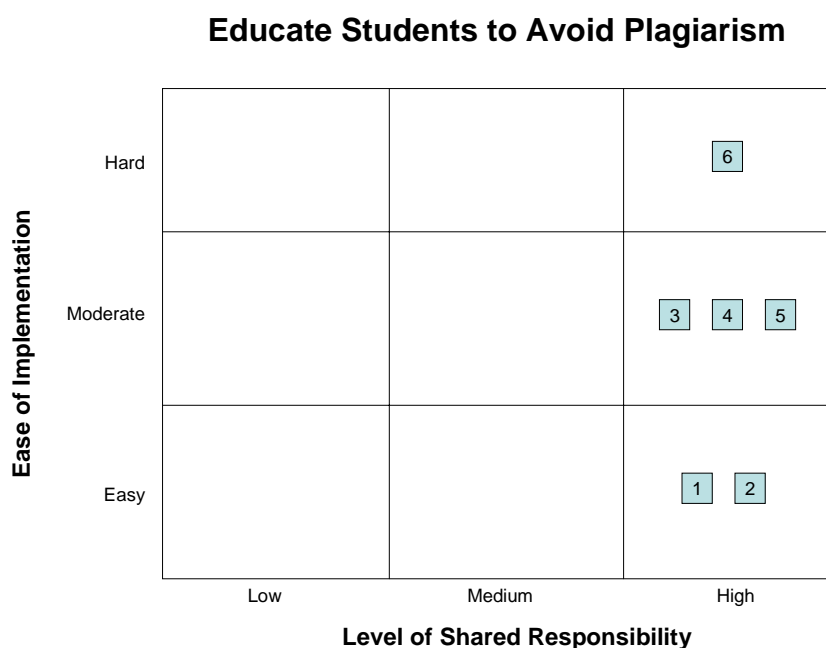 Educate Students to Avoid Plagiarism
Hard
6
Ease of Implementation
Moderate
3 4 5
Easy
1 2
Low Medium High
Level of Shared Responsibility